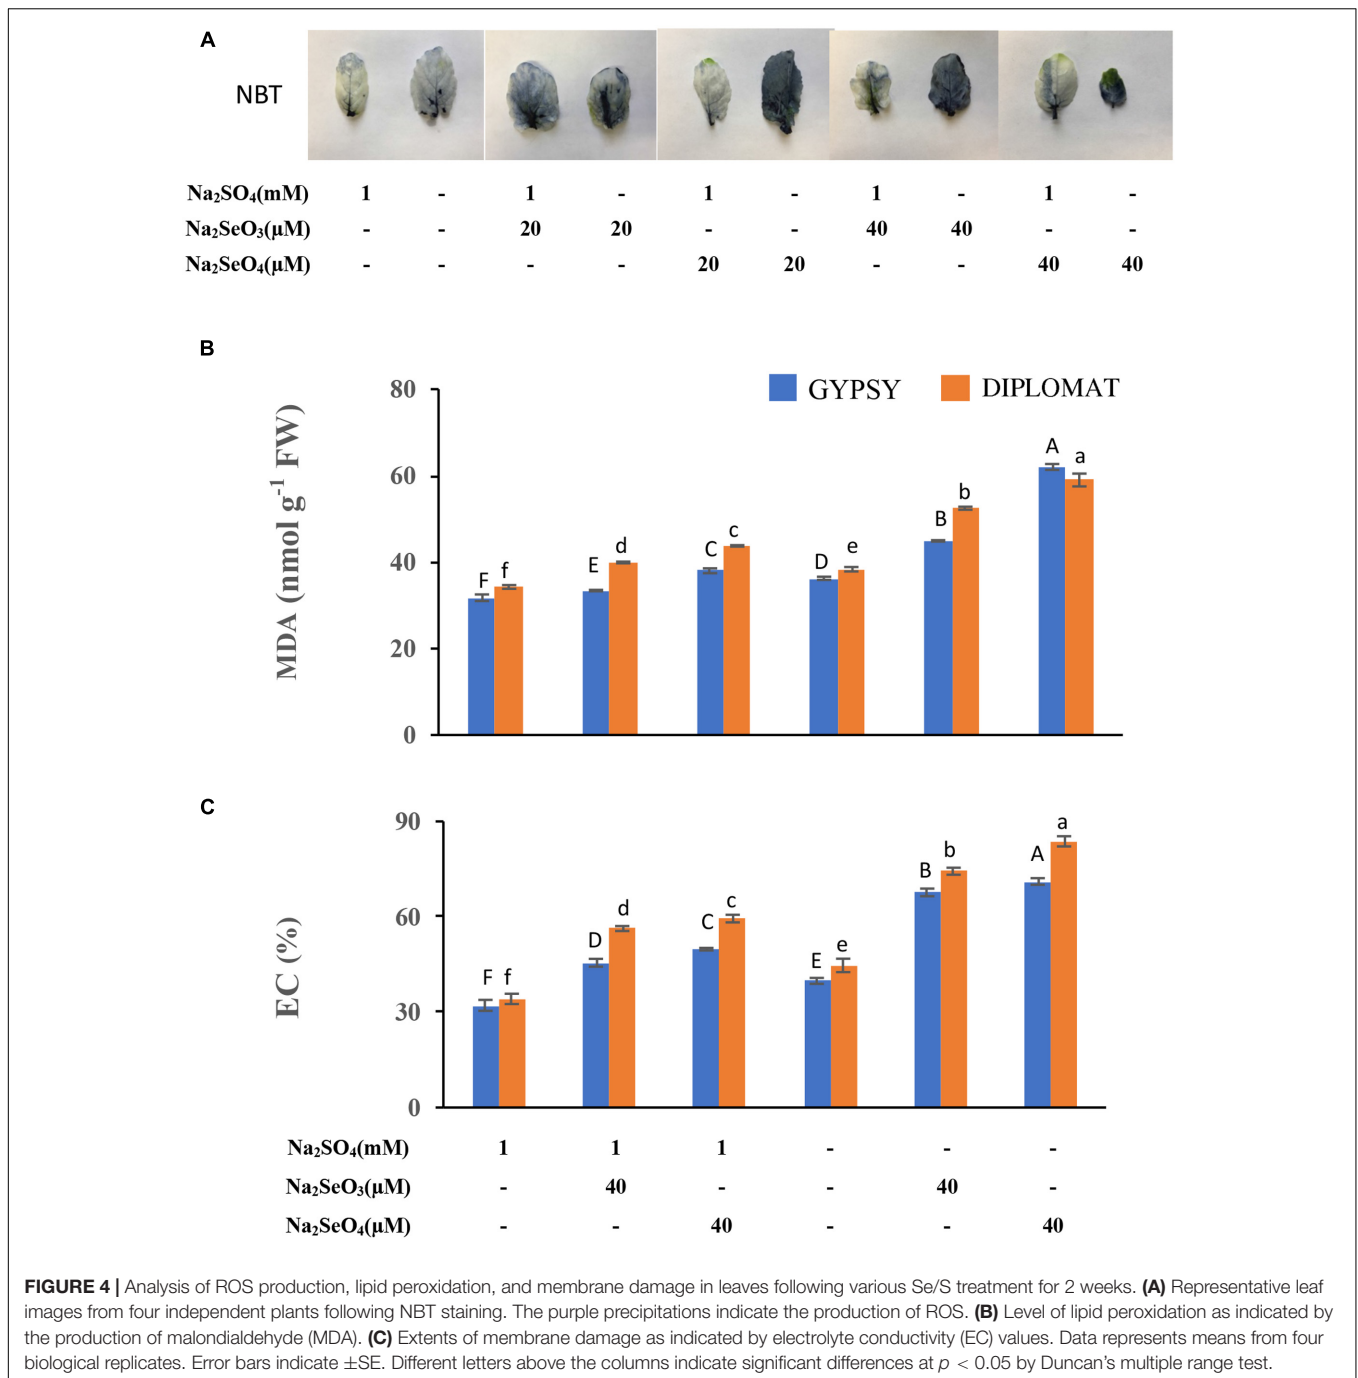 A
NBT
Na₂SO₄(mM) 1 - 1 - 1 - 1 - 1 -
Na₂SeO₃(μM) - - 20 20 - - 40 40 - -
Na₂SeO₄(μM) - - - - 20 20 - - 40 40
B
GYPSY DIPLOMAT
MDA (nmol g⁻¹ FW)
80
60
40
20
0
F f E d C c D e B b A a
C
EC (%)
90
60
30
0
F f D d C c E e B b A a
Na₂SO₄(mM) 1 1 1 - - -
Na₂SeO₃(μM) - 40 - - 40 -
Na₂SeO₄(μM) - - 40 - - 40
FIGURE 4 | Analysis of ROS production, lipid peroxidation, and membrane damage in leaves following various Se/S treatment for 2 weeks. (A) Representative leaf
images from four independent plants following NBT staining. The purple precipitations indicate the production of ROS. (B) Level of lipid peroxidation as indicated by
the production of malondialdehyde (MDA). (C) Extents of membrane damage as indicated by electrolyte conductivity (EC) values. Data represents means from four
biological replicates. Error bars indicate ±SE. Different letters above the columns indicate significant differences at p < 0.05 by Duncan's multiple range test.